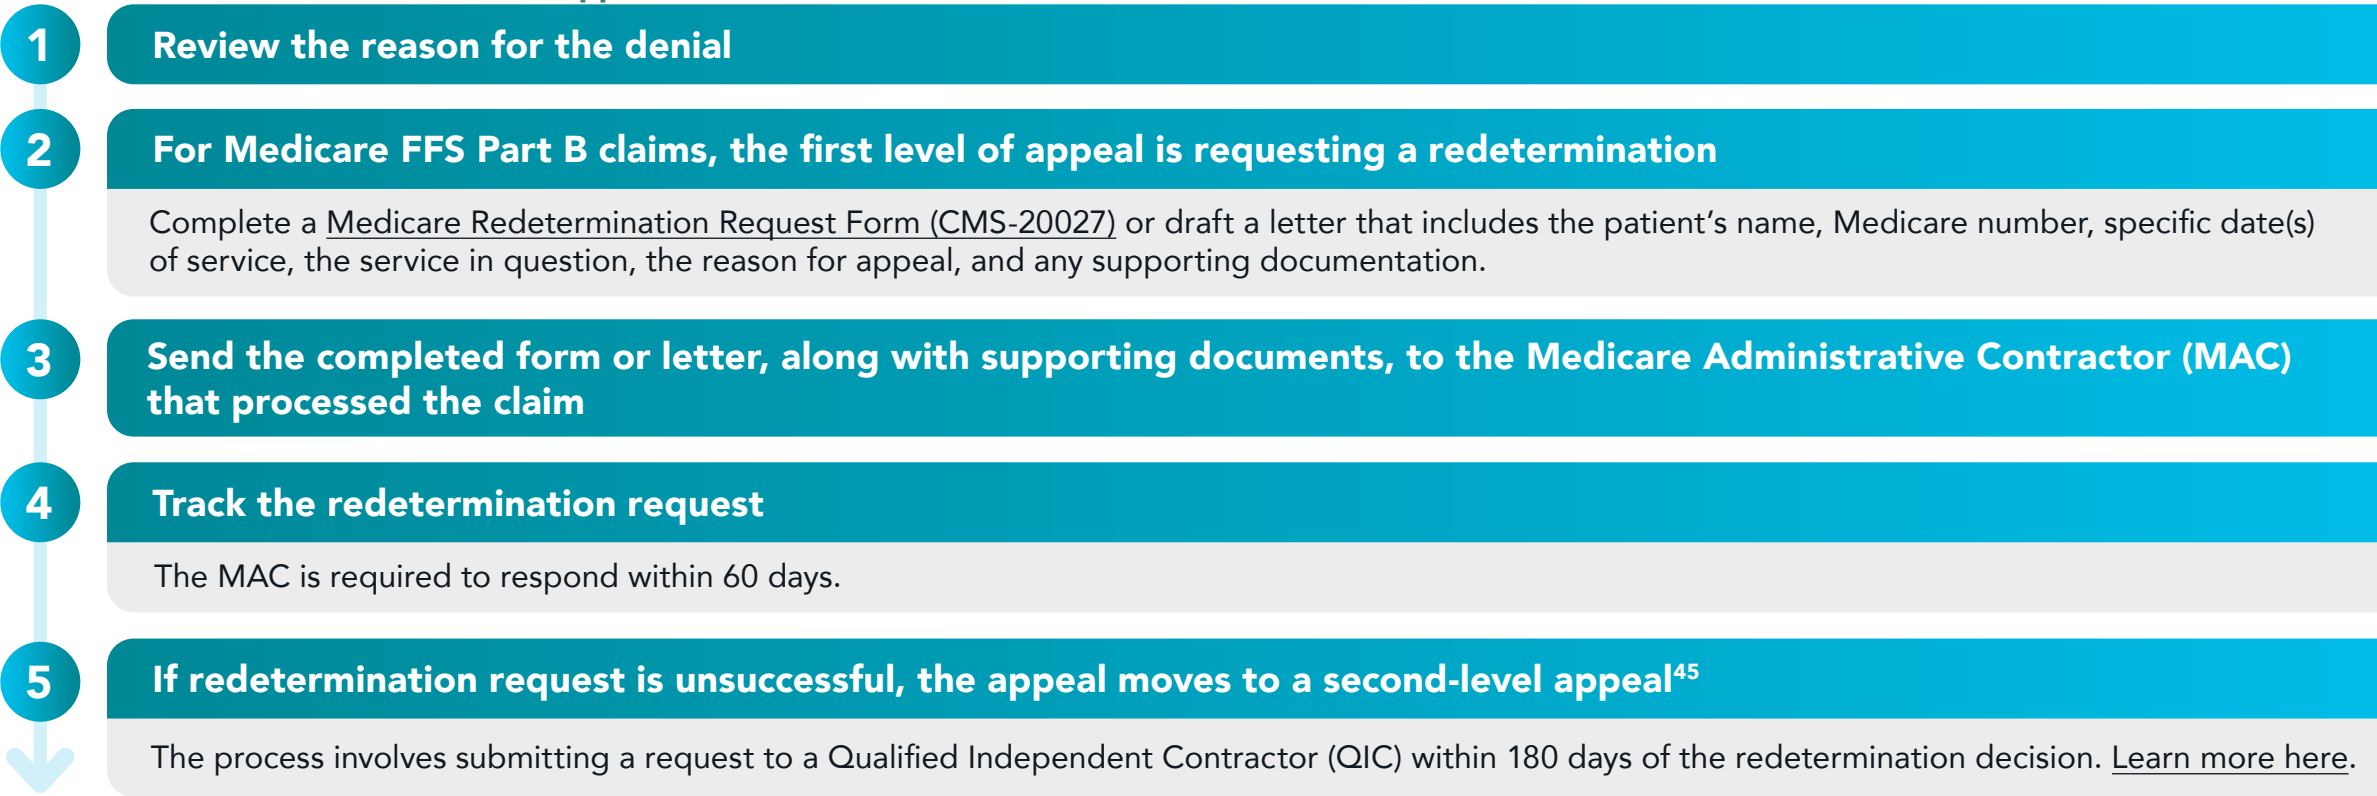 1
Review the reason for the denial
2
For Medicare FFS Part B claims, the first level of appeal is requesting a redetermination
Complete a Medicare Redetermination Request Form (CMS-20027) or draft a letter that includes the patient’s name, Medicare number, specific date(s)
of service, the service in question, the reason for appeal, and any supporting documentation.
3
Send the completed form or letter, along with supporting documents, to the Medicare Administrative Contractor (MAC)
that processed the claim
4
Track the redetermination request
The MAC is required to respond within 60 days.
5
If redetermination request is unsuccessful, the appeal moves to a second-level appeal⁴⁵
The process involves submitting a request to a Qualified Independent Contractor (QIC) within 180 days of the redetermination decision. Learn more here.